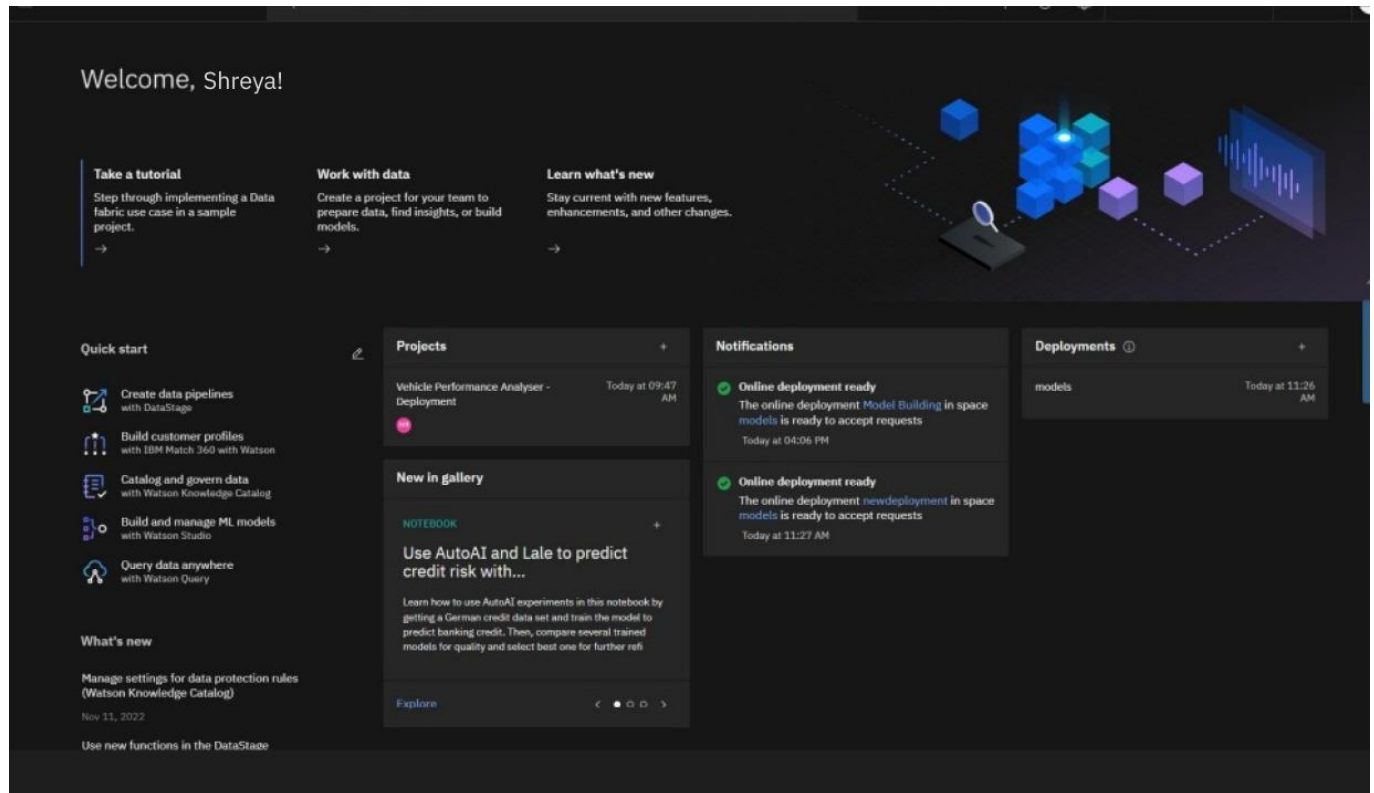 Welcome, Shreya!
Take a tutorial
Step through implementing a Data
fabric use case in a sample
project.
Work with data
Create a project for your team to
prepare data, find insights, or build
models.
Learn what's new
Stay current with new features,
enhancements, and other changes.
Quick start
Create data pipelines
with DataStage
Build customer profiles
with IBM Match 360 with Watson
Catalog and govern data
with Watson Knowledge Catalog
Build and manage ML models
with Watson Studio
Query data anywhere
with Watson Query
What's new
Manage settings for data protection rules
(Watson Knowledge Catalog)
Nov 11, 2022
Use new functions in the DataStage
Projects
Vehicle Performance Analyser -
Deployment
Today at 09:47
AM
New in gallery
NOTEBOOK
Use AutoAI and Lale to predict
credit risk with...
Learn how to use AutoAI experiments in this notebook by
getting a German credit data set and train the model to
predict banking credit. Then, compare several trained
models for quality and select best one for further refi
Explore
Notifications
Online deployment ready
The online deployment Model Building in space
models is ready to accept requests
Today at 04:06 PM
Online deployment ready
The online deployment newdeployment in space
models is ready to accept requests
Today at 11:27 AM
Deployments
models
Today at 11:26
AM